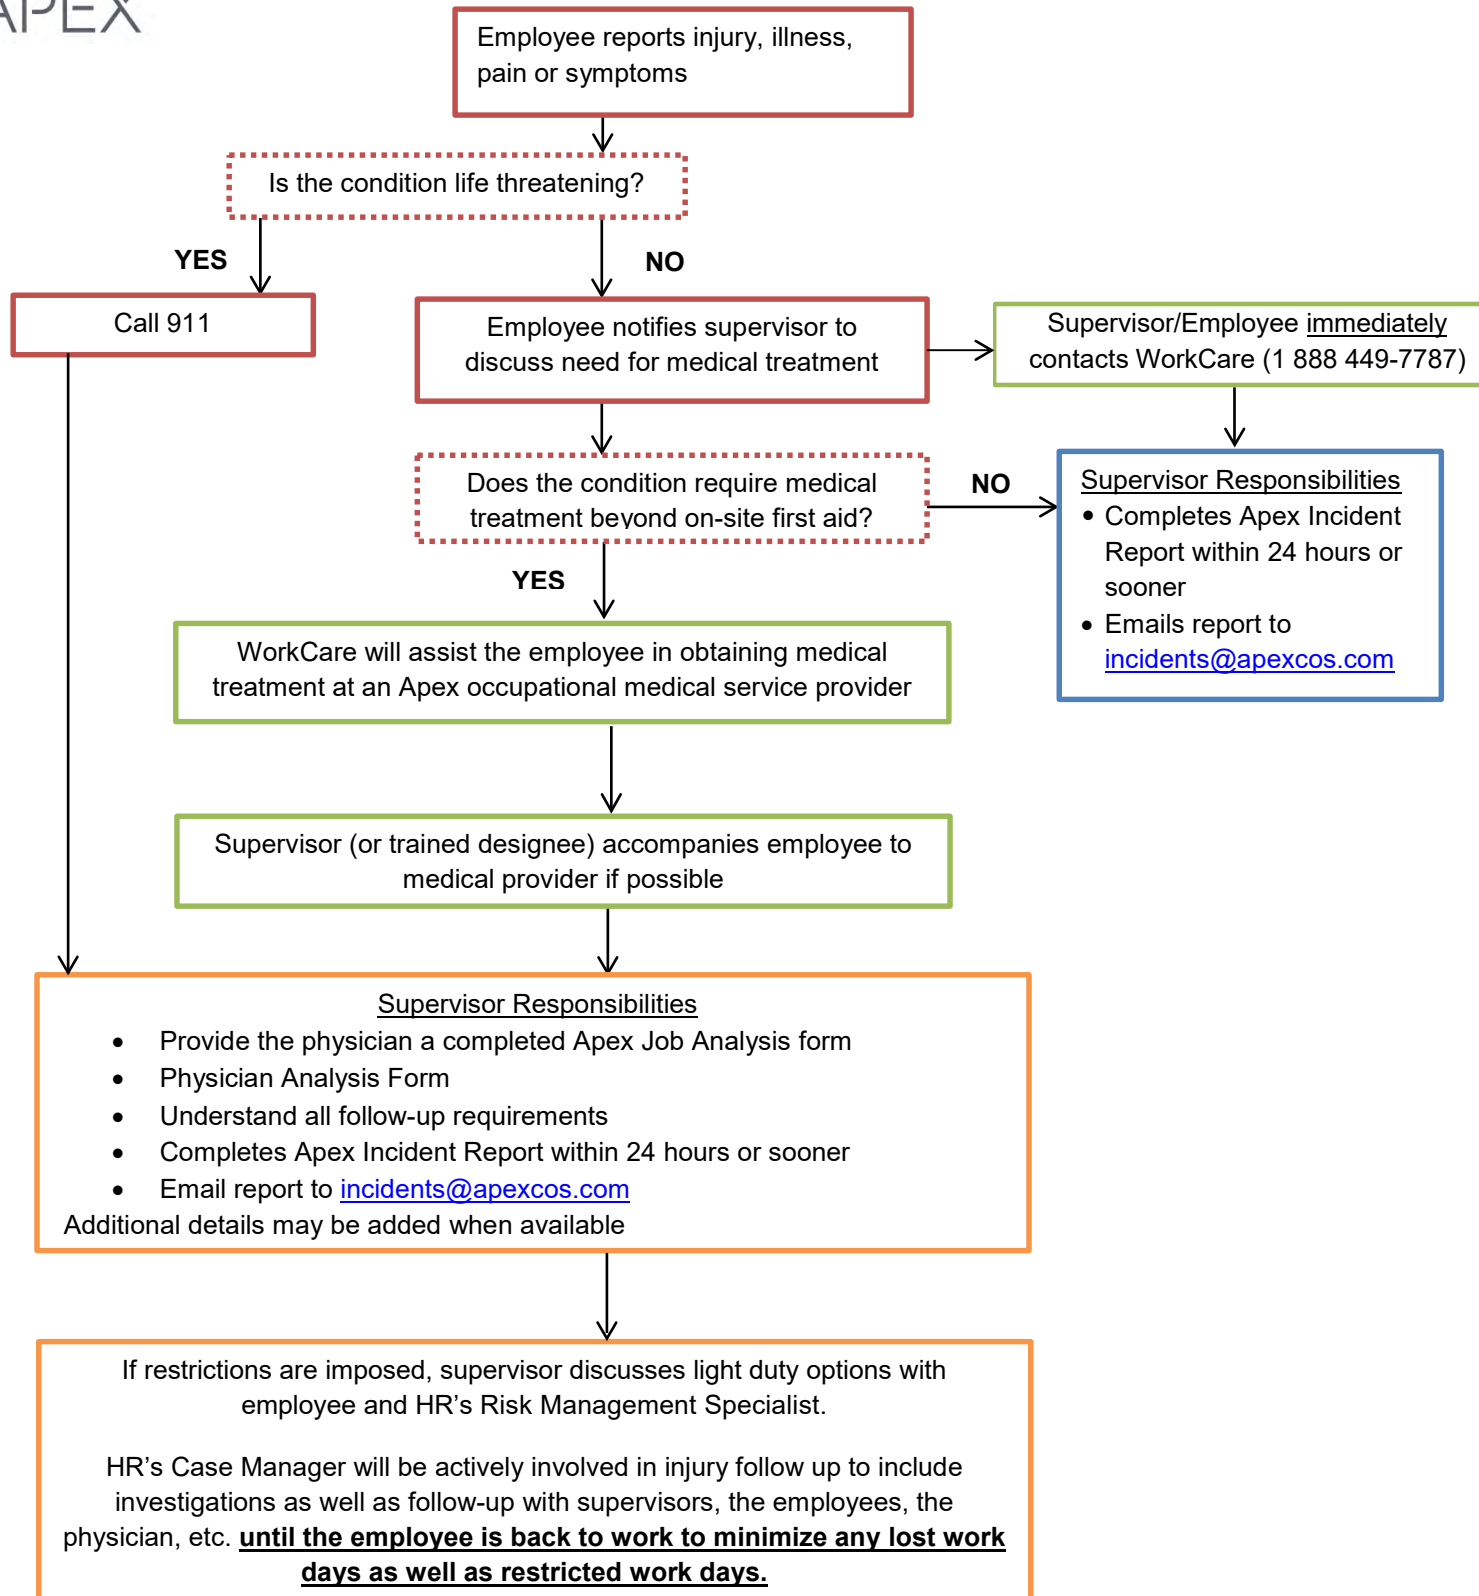 APEX
Employee reports injury, illness,
pain or symptoms
Is the condition life threatening?
YES
NO
Call 911
Employee notifies supervisor to
discuss need for medical treatment
Supervisor/Employee immediately
contacts WorkCare (1 888 449-7787)
Does the condition require medical
treatment beyond on-site first aid?
NO
YES
Supervisor Responsibilities
• Completes Apex Incident
Report within 24 hours or
sooner
• Emails report to
incidents@apexcos.com
WorkCare will assist the employee in obtaining medical
treatment at an Apex occupational medical service provider
Supervisor (or trained designee) accompanies employee to
medical provider if possible
Supervisor Responsibilities
• Provide the physician a completed Apex Job Analysis form
• Physician Analysis Form
• Understand all follow-up requirements
• Completes Apex Incident Report within 24 hours or sooner
• Email report to incidents@apexcos.com
Additional details may be added when available
If restrictions are imposed, supervisor discusses light duty options with
employee and HR’s Risk Management Specialist.
HR’s Case Manager will be actively involved in injury follow up to include
investigations as well as follow-up with supervisors, the employees, the
physician, etc. until the employee is back to work to minimize any lost work
days as well as restricted work days.